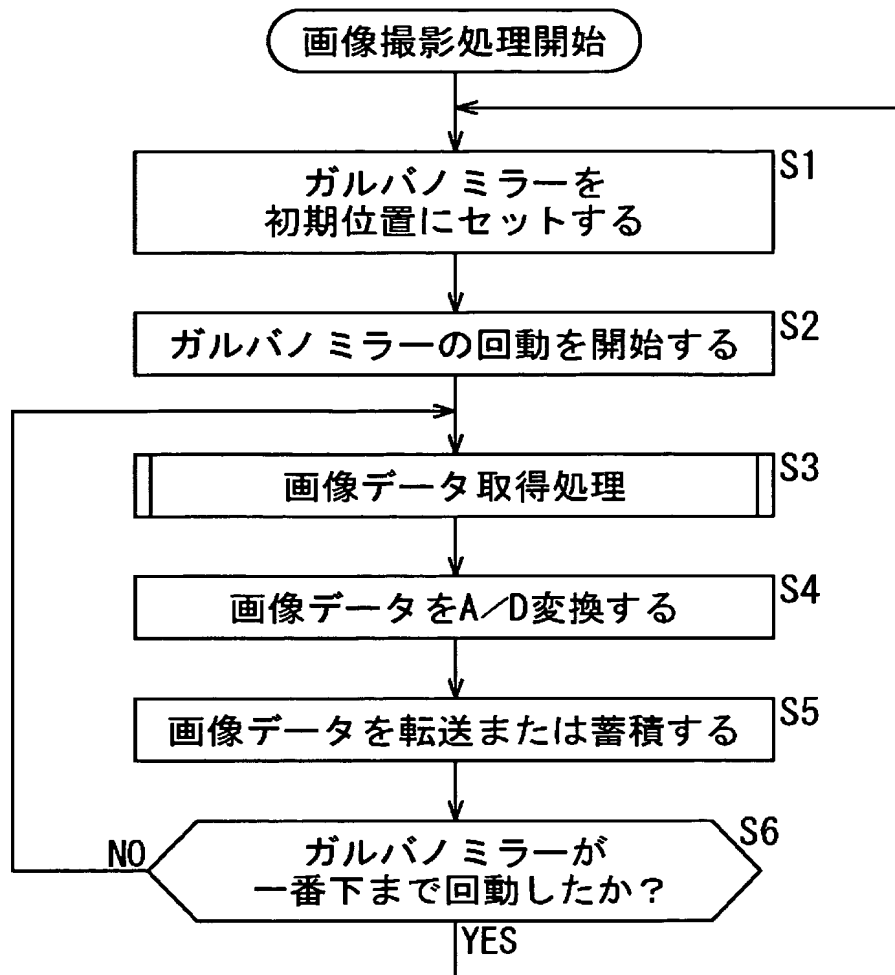 画像撮影処理開始
S1
ガルバノミラーを
初期位置にセットする
S2
ガルバノミラーの回動を開始する
S3
画像データ取得処理
S4
画像データをA／D変換する
S5
画像データを転送または蓄積する
S6
ガルバノミラーが
一番下まで回動したか？
NO
YES